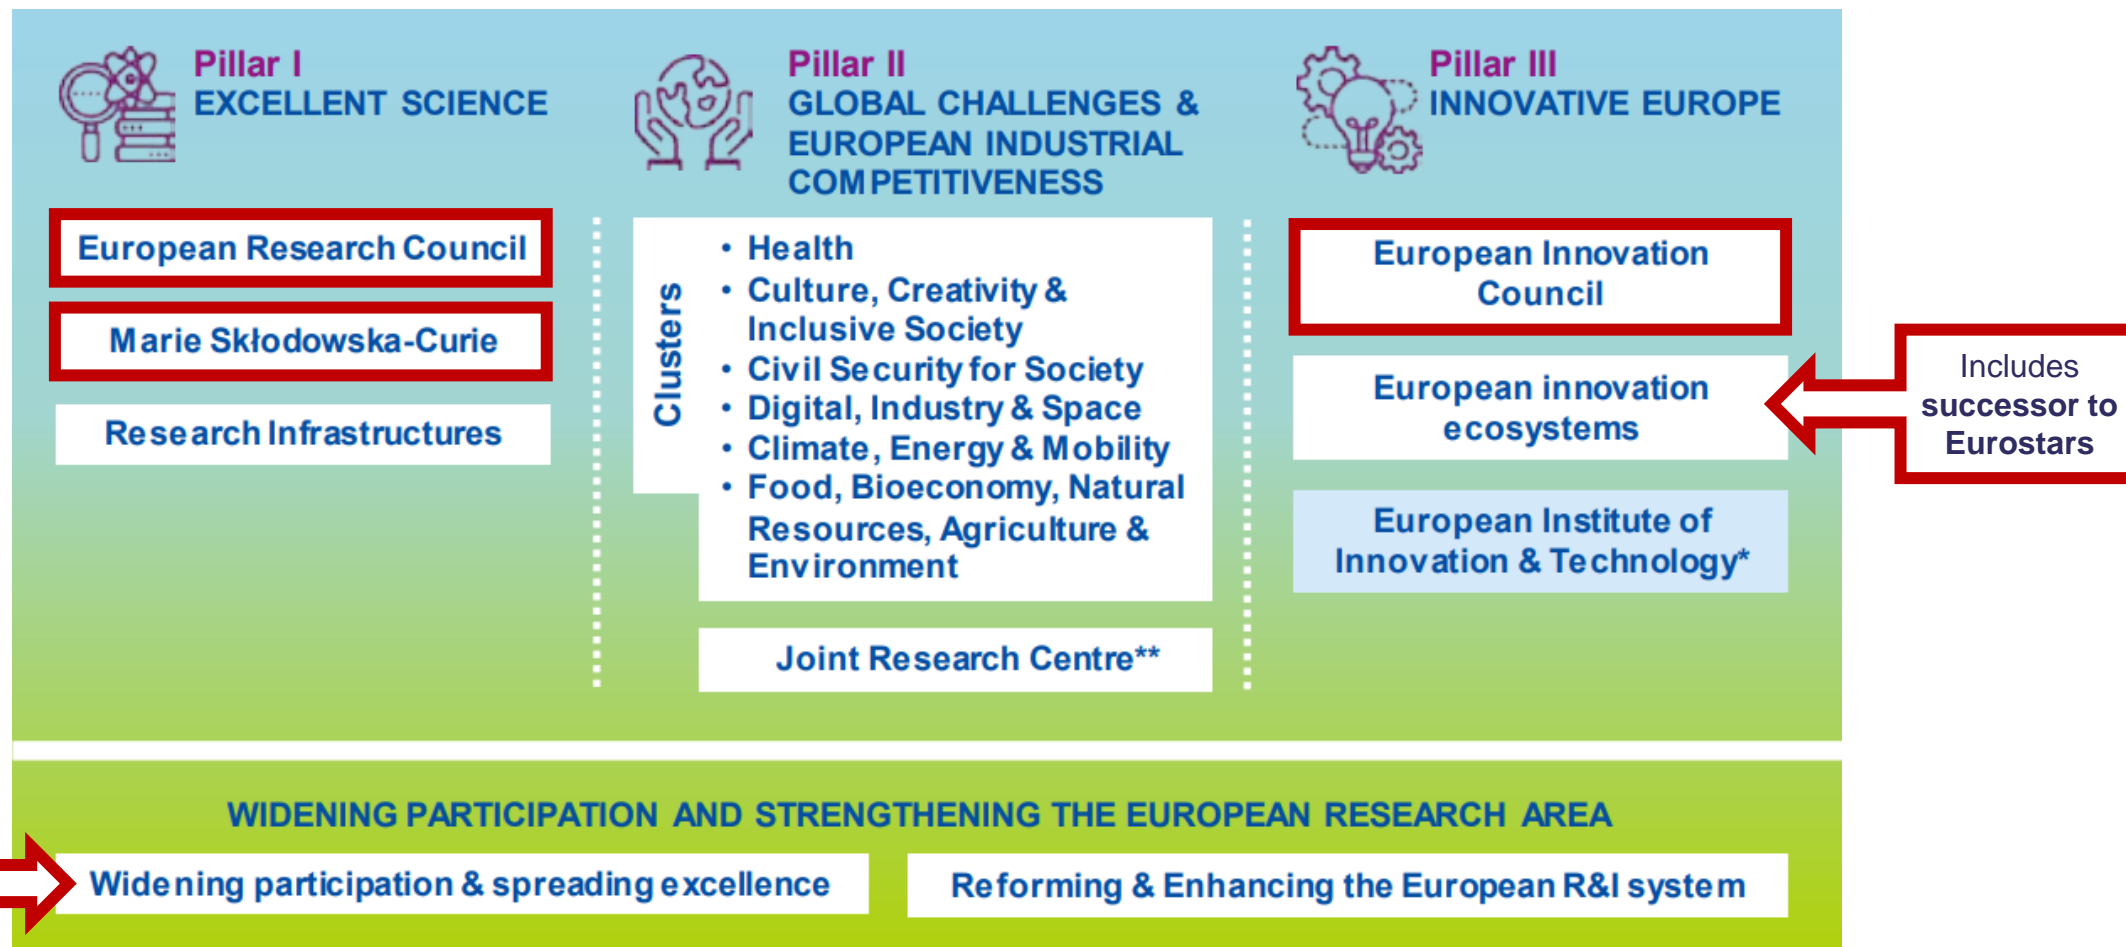 Pillar I
EXCELLENT SCIENCE
European Research Council
Marie Skłodowska-Curie
Research Infrastructures
Pillar II
GLOBAL CHALLENGES &
EUROPEAN INDUSTRIAL
COMPETITIVENESS
Clusters
• Health
• Culture, Creativity &
Inclusive Society
• Civil Security for Society
• Digital, Industry & Space
• Climate, Energy & Mobility
• Food, Bioeconomy, Natural
Resources, Agriculture &
Environment
Joint Research Centre**
Pillar III
INNOVATIVE EUROPE
European Innovation
Council
European innovation
ecosystems
European Institute of
Innovation & Technology*
Includes
successor to
Eurostars
WIDENING PARTICIPATION AND STRENGTHENING THE EUROPEAN RESEARCH AREA
Widening participation & spreading excellence
Reforming & Enhancing the European R&I system